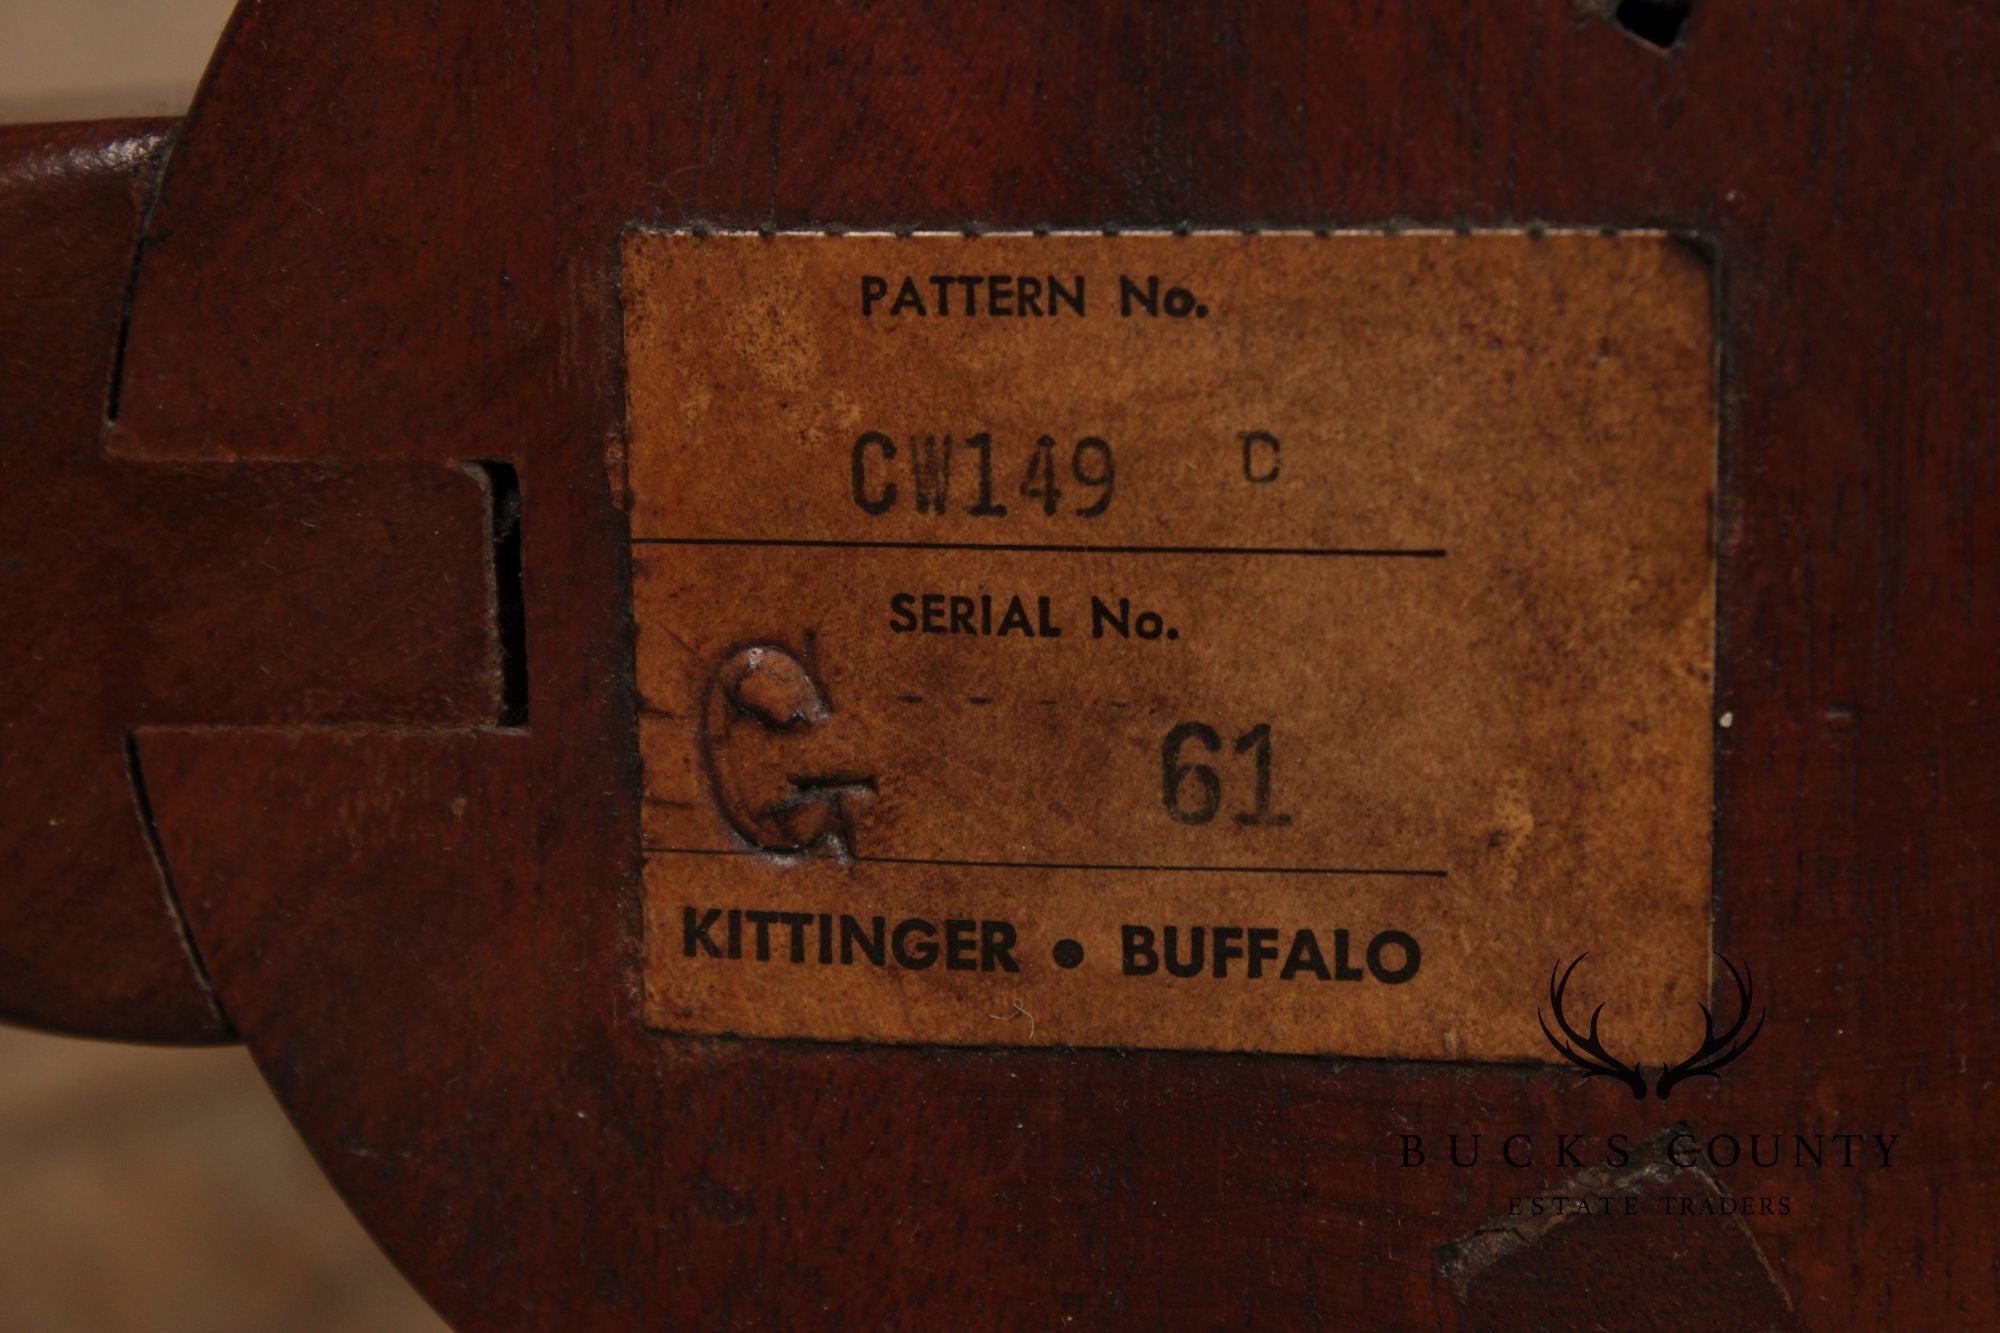 PATTERN No.
CW149 C
SERIAL No.
61
KITTINGER • BUFFALO
BUCKS COUNTY
ESTATE TRADERS